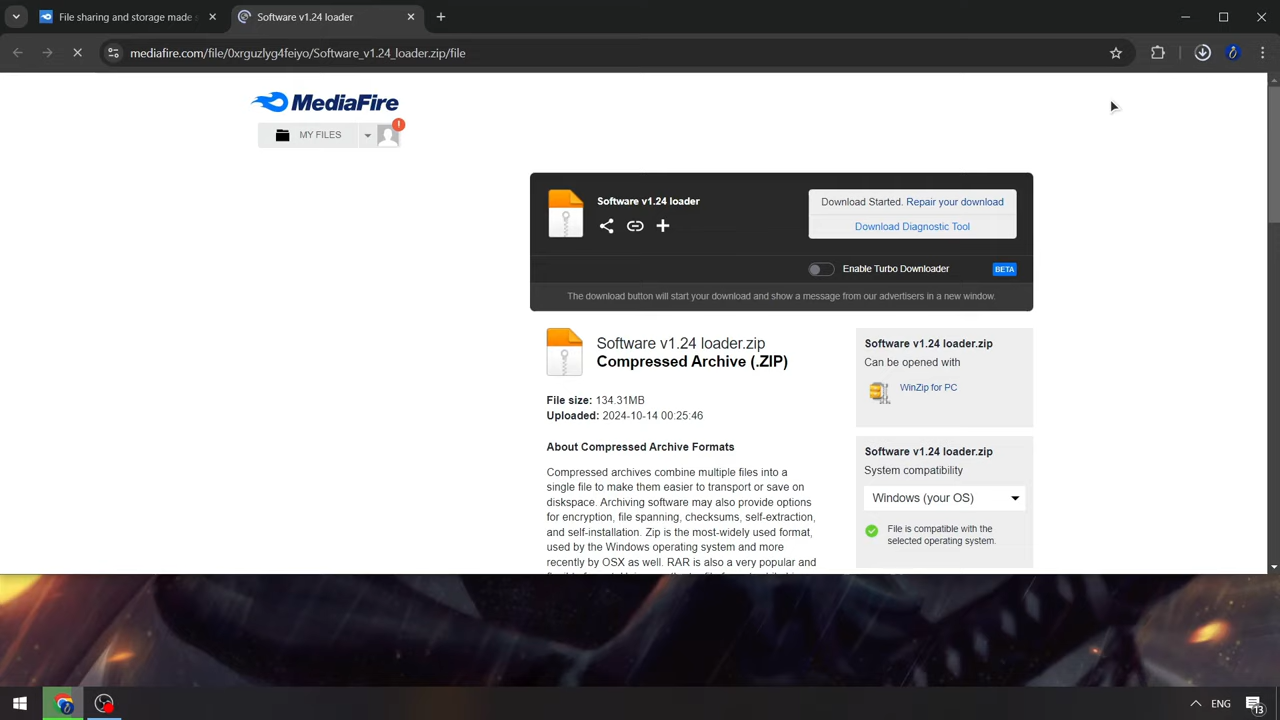 File sharing and storage made
Software v1.24 loader
mediafire.com/file/0xrguzlyg4feiyo/Software_v1.24_loader.zip/file
MediaFire
MY FILES
!
Software v1.24 loader
Download Started. Repair your download
Download Diagnostic Tool
Enable Turbo Downloader
BETA
The download button will start your download and show a message from our advertisers in a new window.
Software v1.24 loader.zip
Compressed Archive (.ZIP)
File size: 134.31MB
Uploaded: 2024-10-14 00:25:46
About Compressed Archive Formats
Compressed archives combine multiple files into a
single file to make them easier to transport or save on
diskspace. Archiving software may also provide options
for encryption, file spanning, checksums, self-extraction,
and self-installation. Zip is the most-widely used format,
used by the Windows operating system and more
recently by OSX as well. RAR is also a very popular and
Software v1.24 loader.zip
Can be opened with
WinZip for PC
Software v1.24 loader.zip
System compatibility
Windows (your OS)
File is compatible with the
selected operating system.
ENG
13